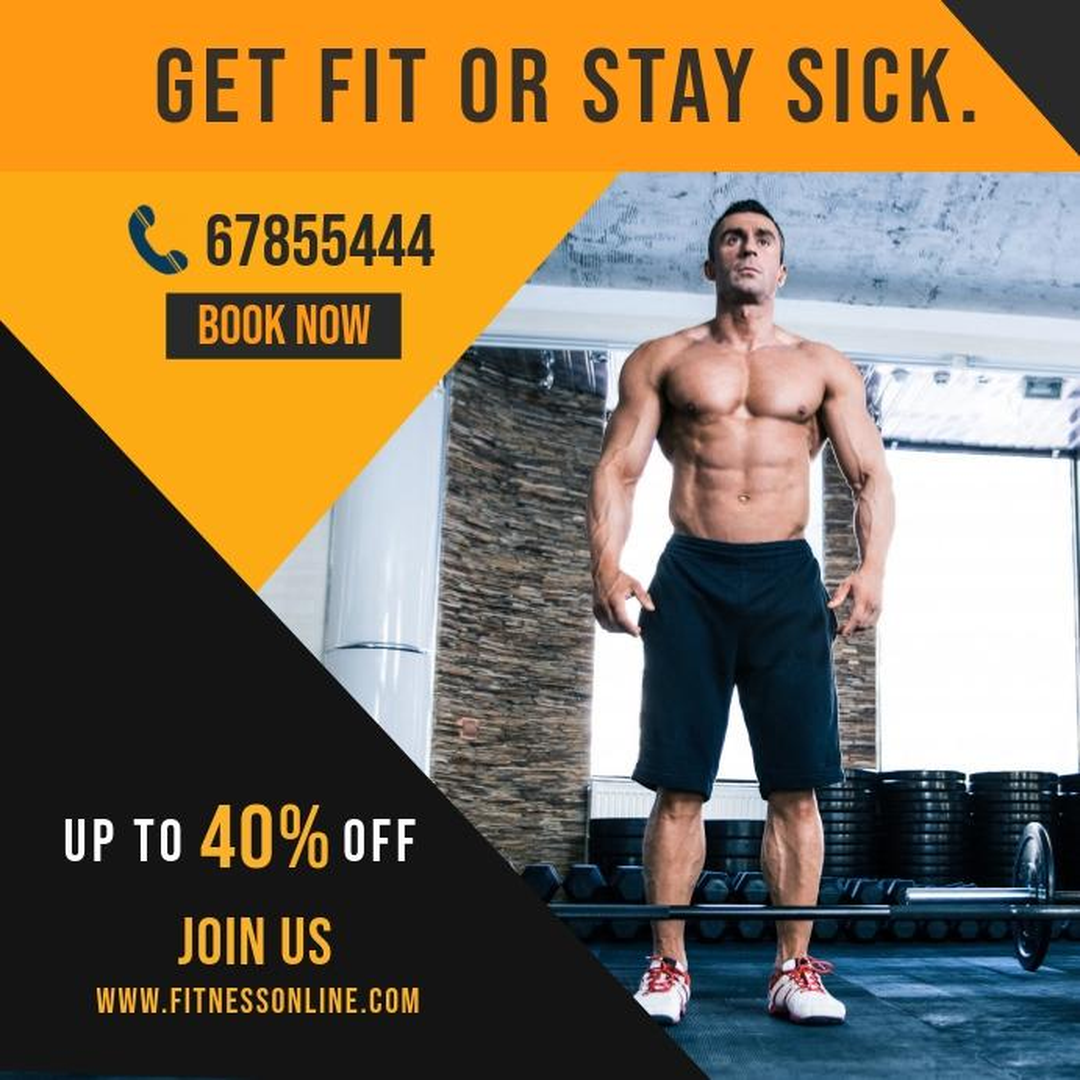 GET FIT OR STAY SICK.
67855444
BOOK NOW
UP TO 40% OFF
JOIN US
WWW.FITNESSONLINE.COM